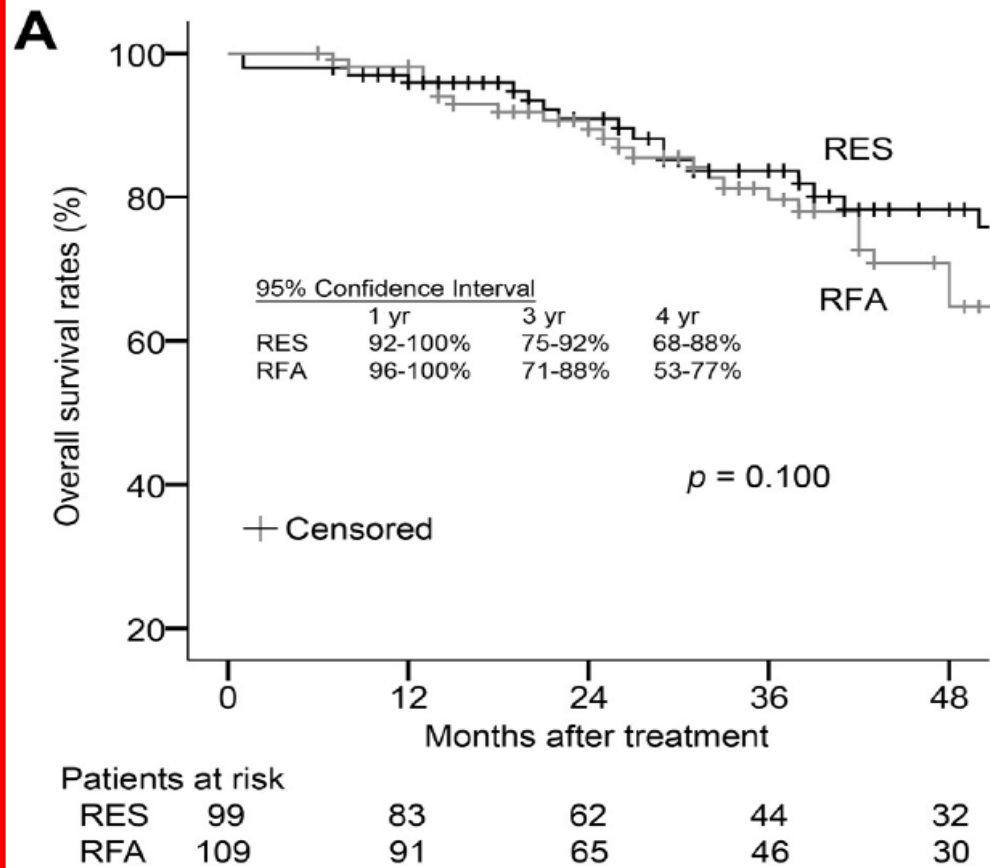 A
100
80
60
40
20
Overall survival rates (%)
RES
RFA
95% Confidence Interval
1 yr 3 yr 4 yr
RES 92-100% 75-92% 68-88%
RFA 96-100% 71-88% 53-77%
p = 0.100
Censored
0 12 24 36 48
Months after treatment
Patients at risk
RES 99 83 62 44 32
RFA 109 91 65 46 30